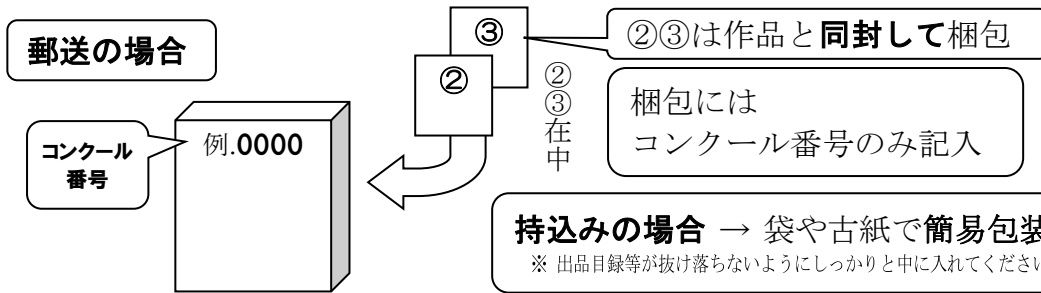 郵送の場合
③
②
②③在中
②③は作品と同封して梱包
梱包には
コンクール番号のみ記入
コンクール
番号
例.0000
持込みの場合 → 袋や古紙で簡易包装
※ 出品目録等が抜け落ちないようにしっかりと中に入れてください